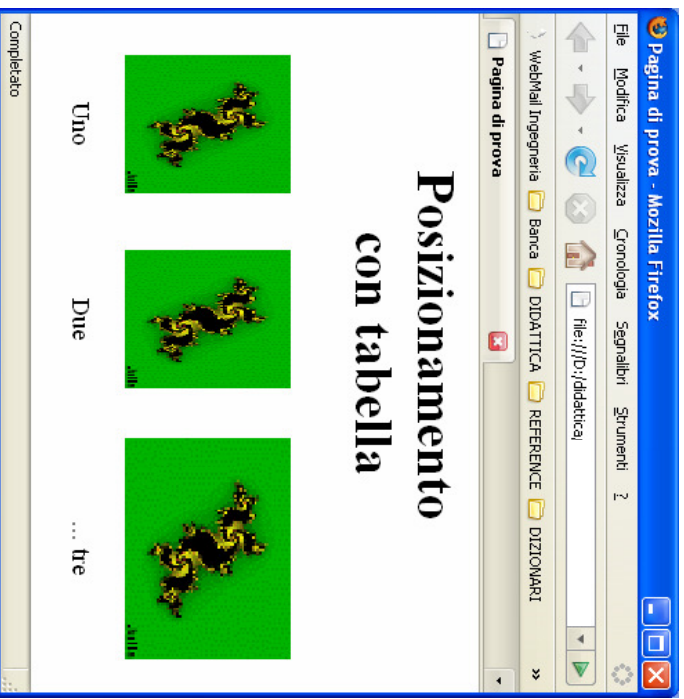 Pagina di prova - Mozilla Firefox
File Modifica Visualizza Cronologia Segnalibri Strumenti ?
file:///D:/didattica/
WebMail Ingegneria Banca DIDATTICA REFERENCE DIZIONARI »
Pagina di prova
Posizionamento
con tabella
Uno Due ... tre
Completato